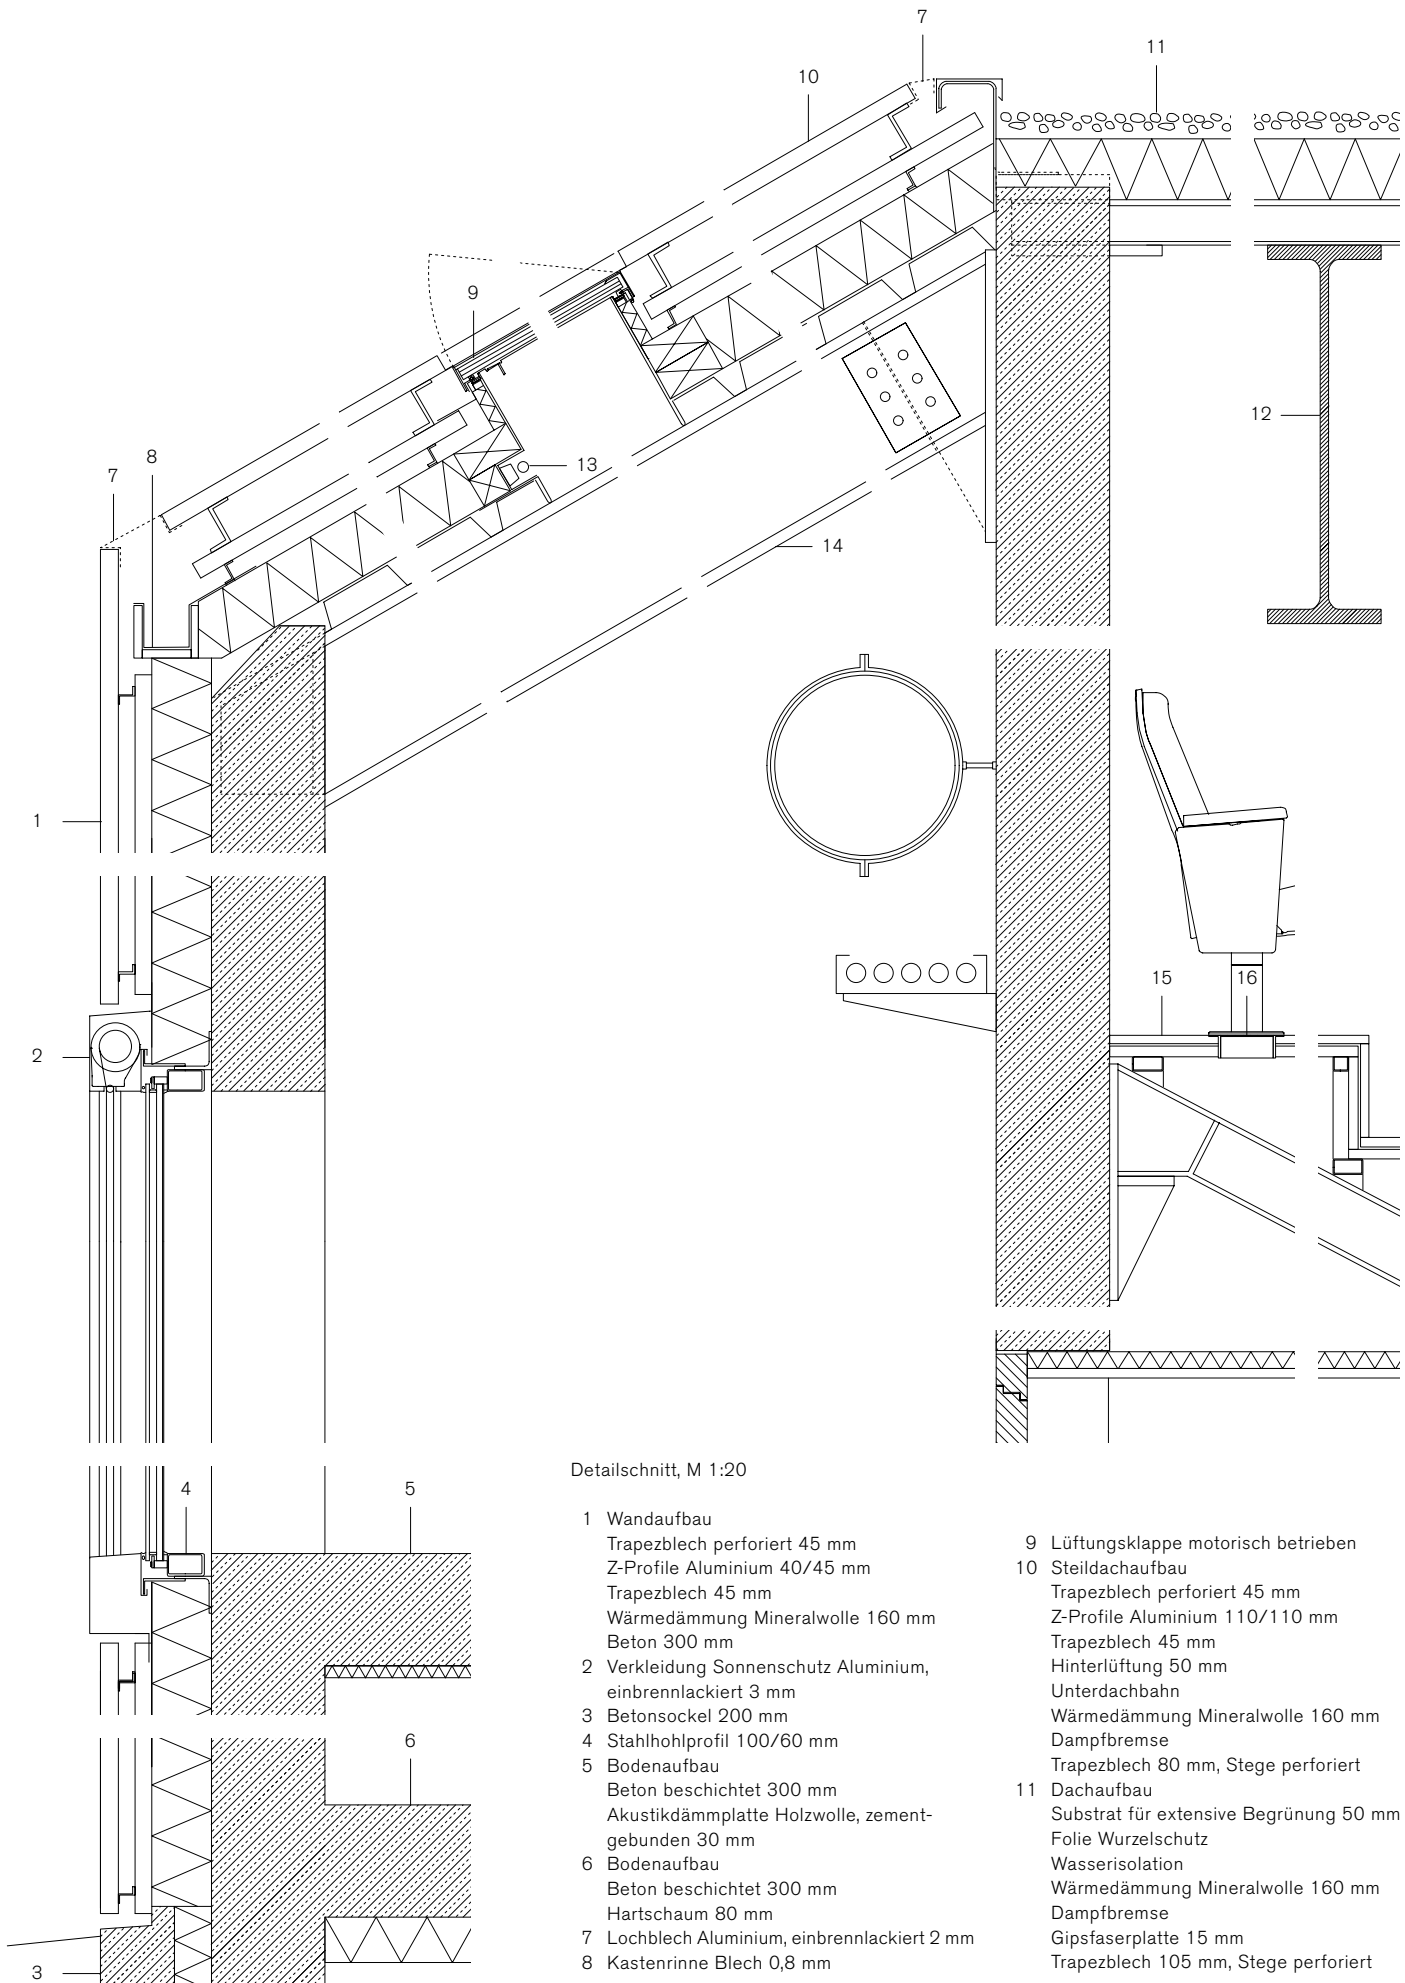 7
11
10
9
8
7
13
12
14
1
15
16
2
4
5
6
3
Detailschnitt, M 1:20
1 Wandaufbau
Trapezblech perforiert 45 mm
Z-Profile Aluminium 40/45 mm
Trapezblech 45 mm
Wärmedämmung Mineralwolle 160 mm
Beton 300 mm
2 Verkleidung Sonnenschutz Aluminium,
einbrennlackiert 3 mm
3 Betonsockel 200 mm
4 Stahlhohlprofil 100/60 mm
5 Bodenaufbau
Beton beschichtet 300 mm
Akustikdämmplatte Holzwolle, zement-
gebunden 30 mm
6 Bodenaufbau
Beton beschichtet 300 mm
Hartschaum 80 mm
7 Lochblech Aluminium, einbrennlackiert 2 mm
8 Kastenrinne Blech 0,8 mm
9 Lüftungsklappe motorisch betrieben
10 Steildachaufbau
Trapezblech perforiert 45 mm
Z-Profile Aluminium 110/110 mm
Trapezblech 45 mm
Hinterlüftung 50 mm
Unterdachbahn
Wärmedämmung Mineralwolle 160 mm
Dampfbremse
Trapezblech 80 mm, Stege perforiert
11 Dachaufbau
Substrat für extensive Begrünung 50 mm
Folie Wurzelschutz
Wasserisolation
Wärmedämmung Mineralwolle 160 mm
Dampfbremse
Gipsfaserplatte 15 mm
Trapezblech 105 mm, Stege perforiert